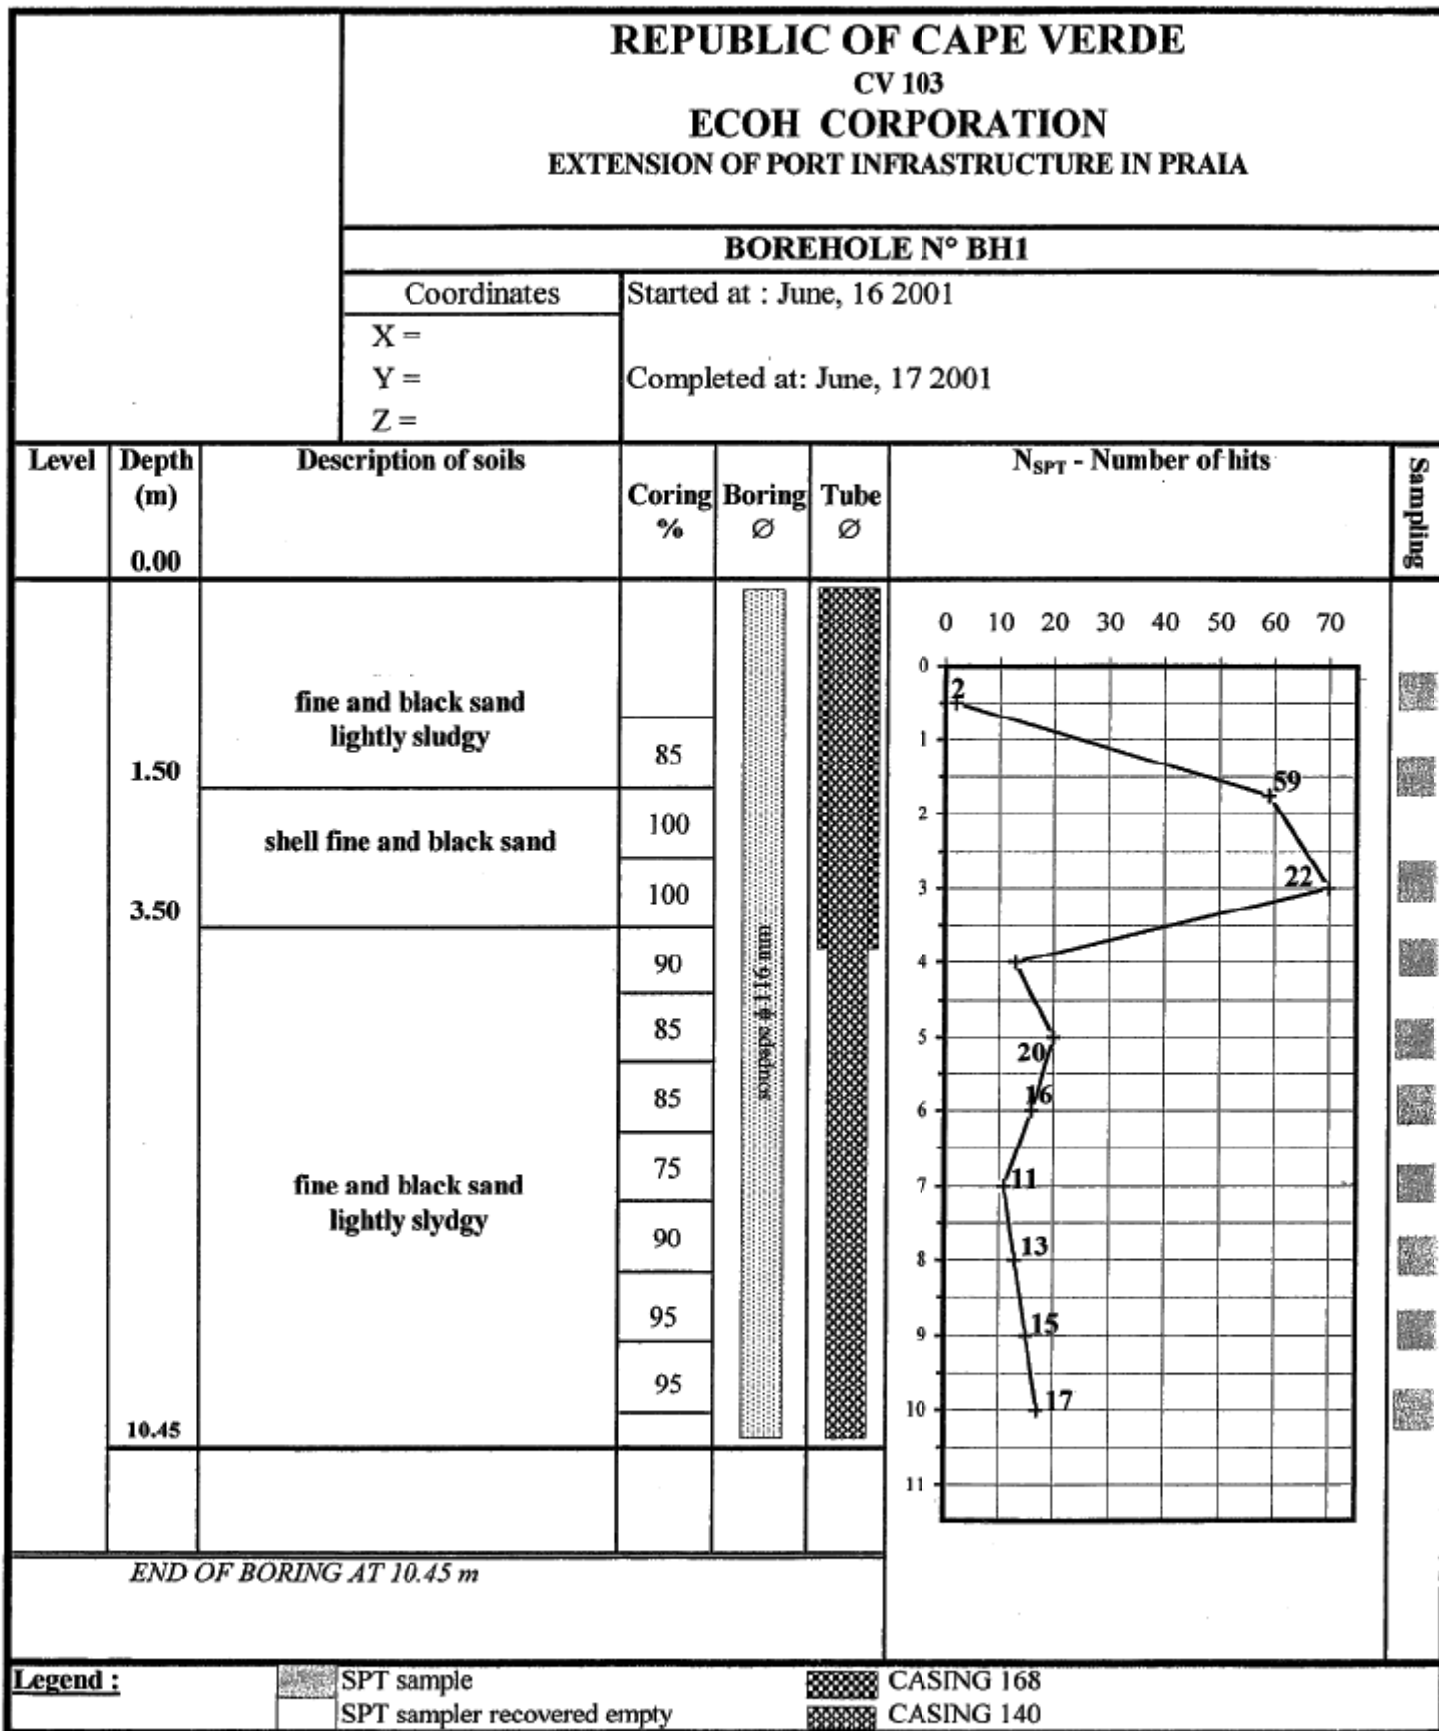 REPUBLIC OF CAPE VERDE
CV 103
ECOH CORPORATION
EXTENSION OF PORT INFRASTRUCTURE IN PRAIA
BOREHOLE N° BH1
Coordinates
X =
Y =
Z =
Started at : June, 16 2001
Completed at: June, 17 2001
Level
Depth
(m)
0.00
Description of soils
Coring
%
Boring
∅
Tube
∅
N_SPT - Number of hits
Sampling
fine and black sand
lightly sludgy
1.50
85
shell fine and black sand
3.50
100
100
fine and black sand
lightly slydgy
10.45
90
85
85
75
90
95
95
φ 116 mm
0 10 20 30 40 50 60 70
0
1
2
3
4
5
6
7
8
9
10
11
2
59
22
20
16
11
13
15
17
END OF BORING AT 10.45 m
Legend :
SPT sample
SPT sampler recovered empty
CASING 168
CASING 140